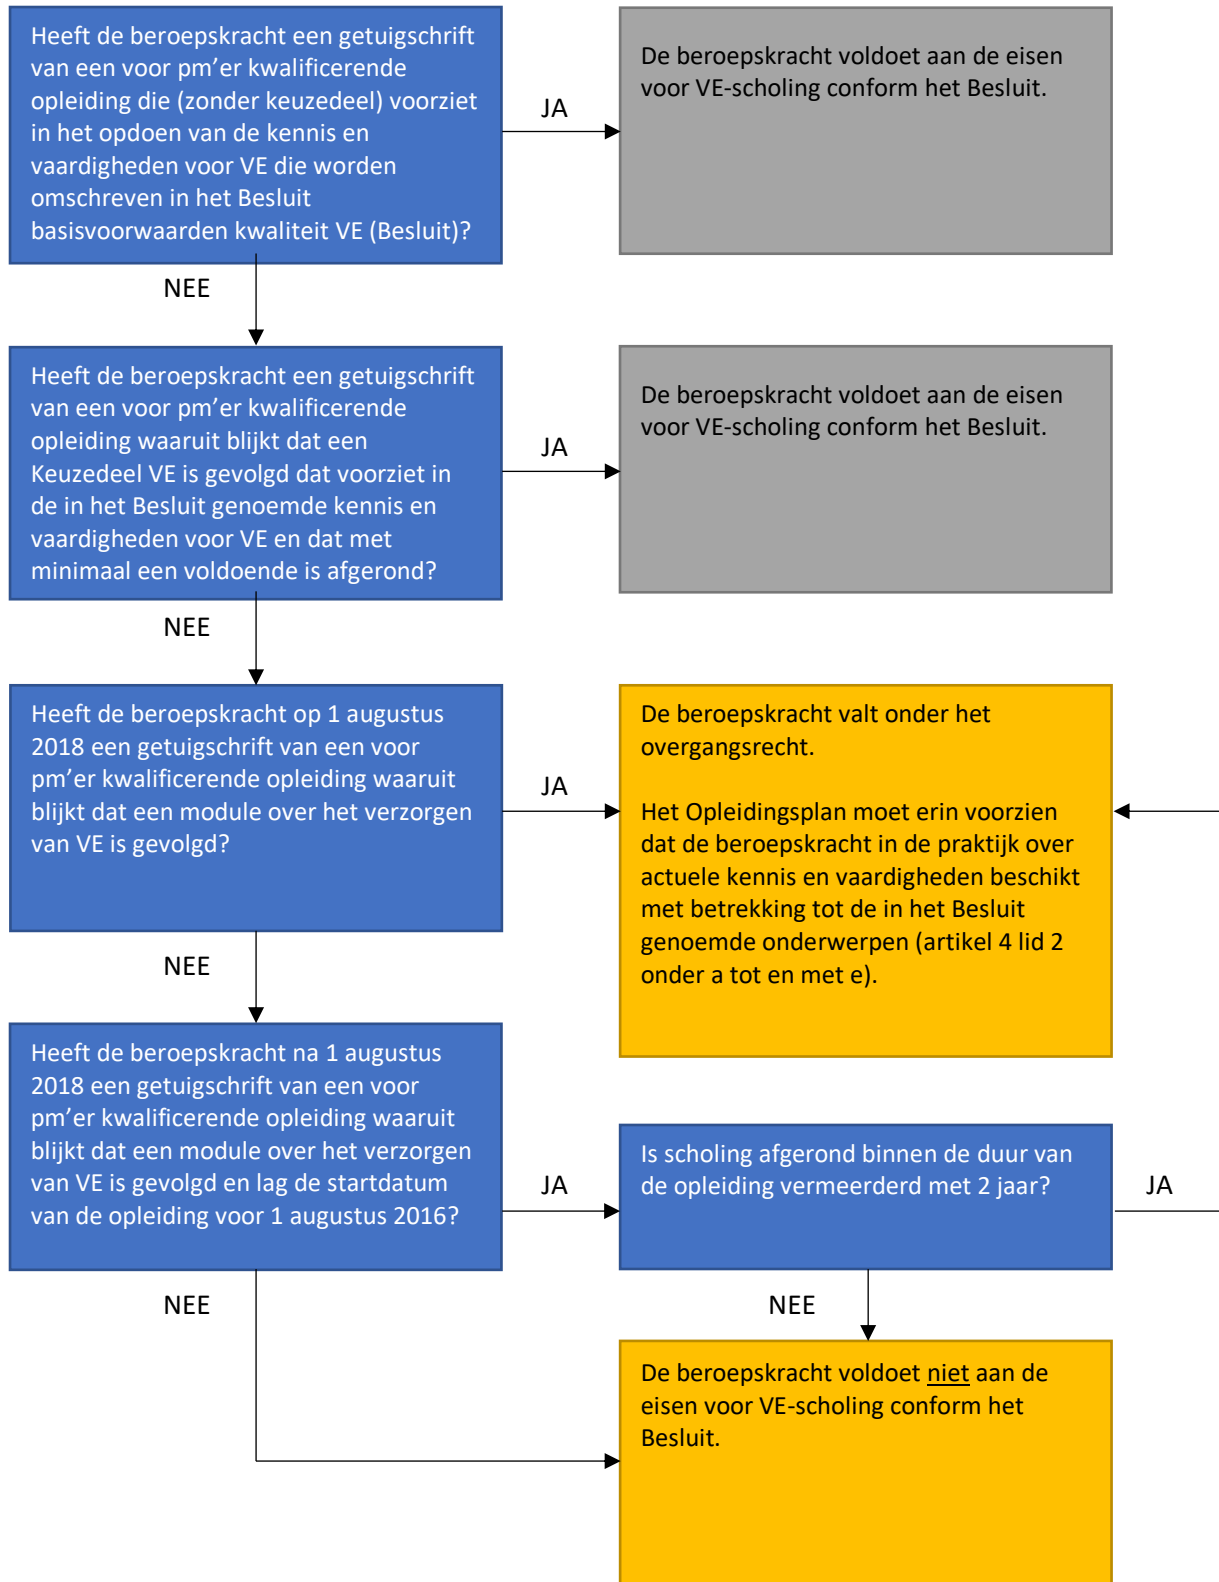 Heeft de beroepskracht een getuigschrift
van een voor pm’er kwalificerende
opleiding die (zonder keuzedeel) voorziet
in het opdoen van de kennis en
vaardigheden voor VE die worden
omschreven in het Besluit
basisvoorwaarden kwaliteit VE (Besluit)?
JA
De beroepskracht voldoet aan de eisen
voor VE-scholing conform het Besluit.
NEE
Heeft de beroepskracht een getuigschrift
van een voor pm’er kwalificerende
opleiding waaruit blijkt dat een
Keuzedeel VE is gevolgd dat voorziet in
de in het Besluit genoemde kennis en
vaardigheden voor VE en dat met
minimaal een voldoende is afgerond?
JA
De beroepskracht voldoet aan de eisen
voor VE-scholing conform het Besluit.
NEE
Heeft de beroepskracht op 1 augustus
2018 een getuigschrift van een voor
pm’er kwalificerende opleiding waaruit
blijkt dat een module over het verzorgen
van VE is gevolgd?
JA
De beroepskracht valt onder het
overgangsrecht.
Het Opleidingsplan moet erin voorzien
dat de beroepskracht in de praktijk over
actuele kennis en vaardigheden beschikt
met betrekking tot de in het Besluit
genoemde onderwerpen (artikel 4 lid 2
onder a tot en met e).
NEE
Heeft de beroepskracht na 1 augustus
2018 een getuigschrift van een voor
pm’er kwalificerende opleiding waaruit
blijkt dat een module over het verzorgen
van VE is gevolgd en lag de startdatum
van de opleiding voor 1 augustus 2016?
JA
Is scholing afgerond binnen de duur van
de opleiding vermeerderd met 2 jaar?
JA
NEE
NEE
De beroepskracht voldoet niet aan de
eisen voor VE-scholing conform het
Besluit.